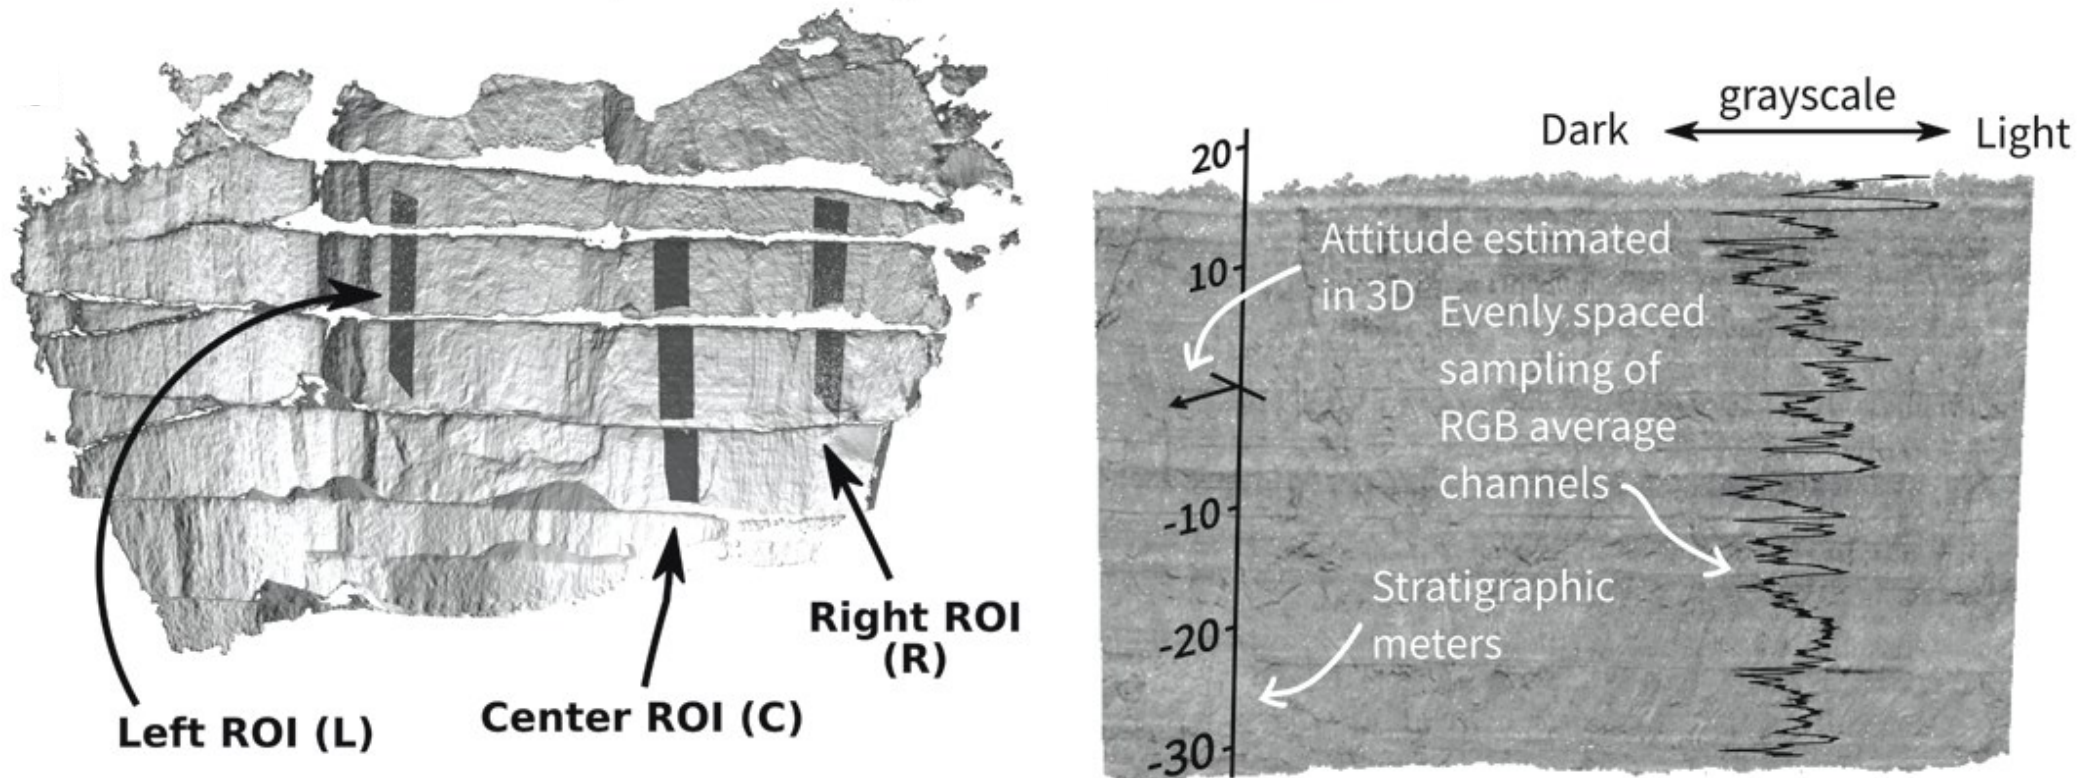 Left ROI (L)
Center ROI (C)
Right ROI
(R)
grayscale
Dark
Light
20
10
-10
-20
-30
Attitude estimated
in 3D
Evenly spaced
sampling of
RGB average
channels
Stratigraphic
meters